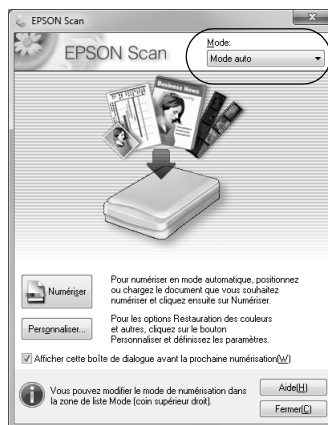 EPSON Scan
EPSON Scan
Mode:
Mode auto
Business News
Numériser
Pour numériser en mode automatique, positionnez
ou chargez le document que vous souhaitez
numériser et cliquez ensuite sur Numériser.
Personnaliser...
Pour les options Restauration des couleurs
et autres, cliquez sur le bouton
Personnaliser et définissez les paramètres.
Afficher cette boîte de dialogue avant la prochaine numérisation(W)
Vous pouvez modifier le mode de numérisation dans
la zone de liste Mode (coin supérieur droit).
Aide(H)
Fermer(C)